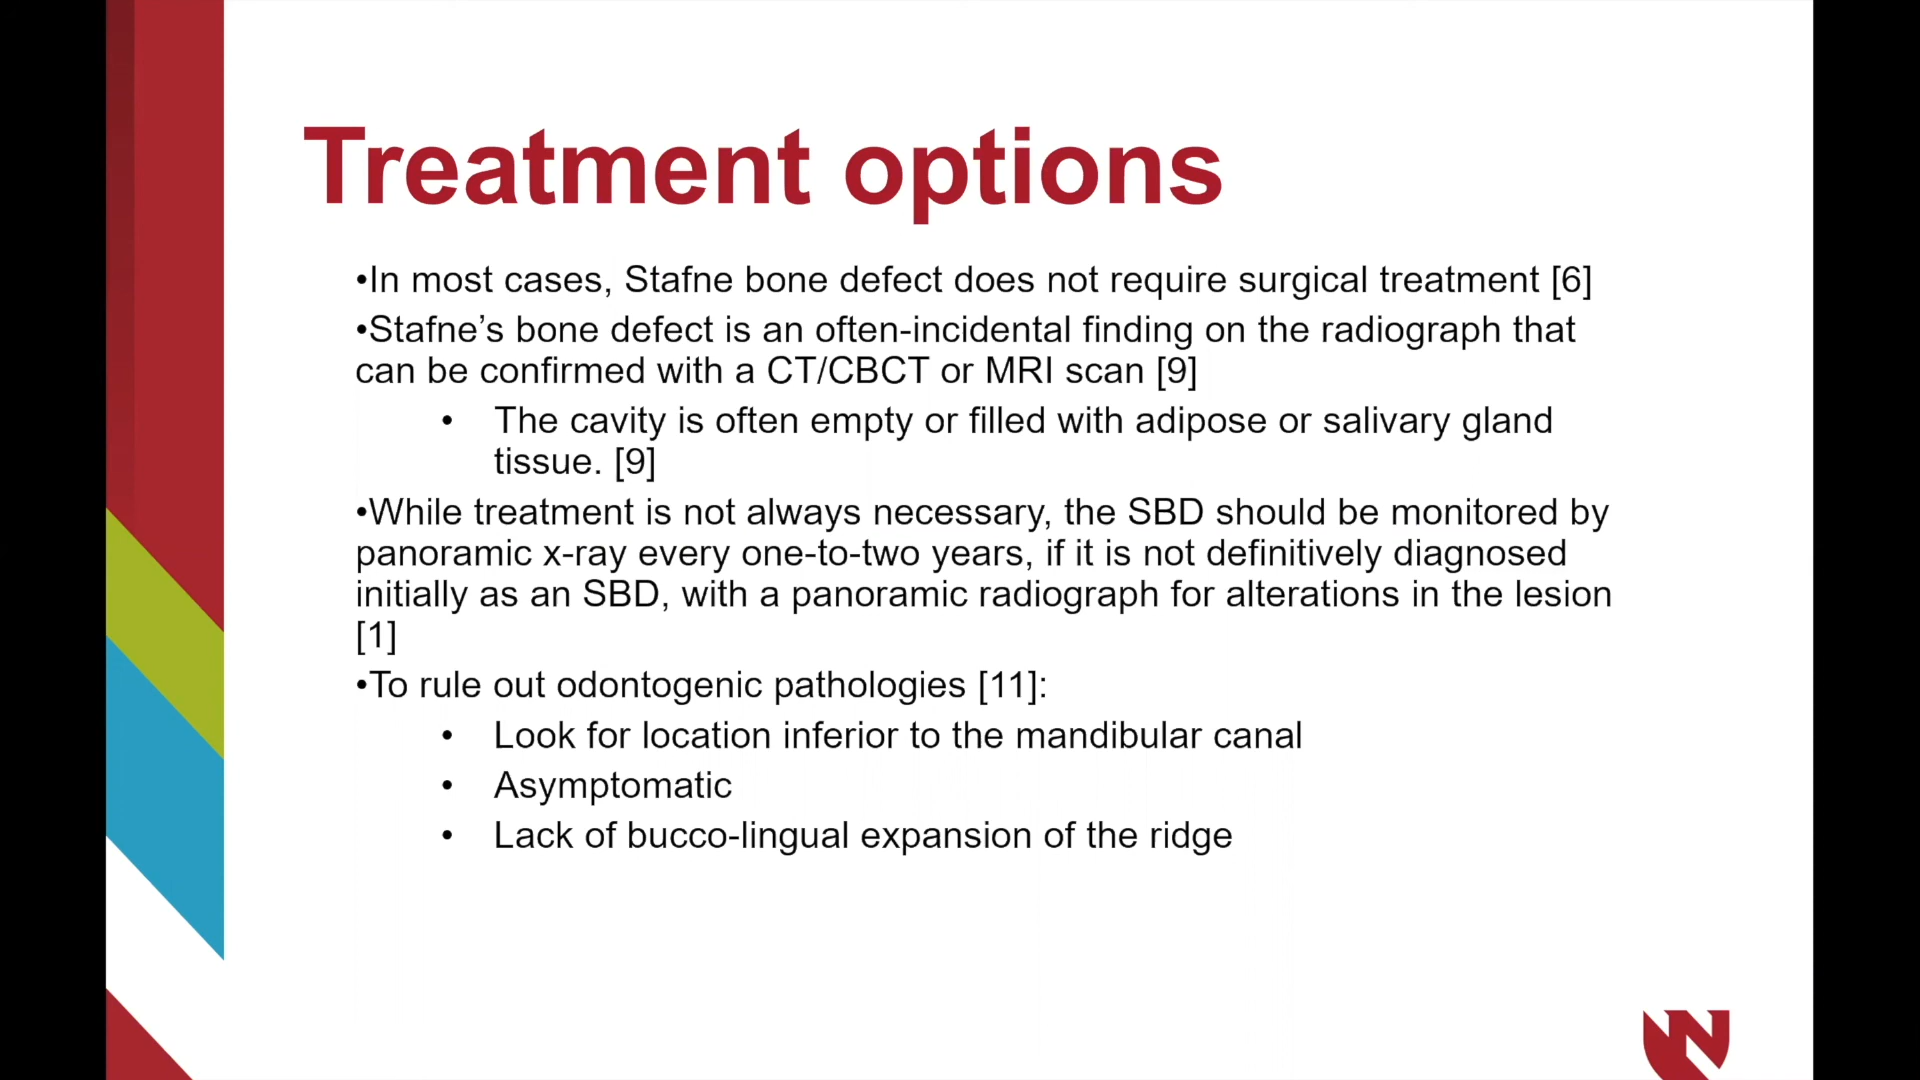 Treatment options
•In most cases, Stafne bone defect does not require surgical treatment [6]
•Stafne’s bone defect is an often-incidental finding on the radiograph that
can be confirmed with a CT/CBCT or MRI scan [9]
• The cavity is often empty or filled with adipose or salivary gland
tissue. [9]
•While treatment is not always necessary, the SBD should be monitored by
panoramic x-ray every one-to-two years, if it is not definitively diagnosed
initially as an SBD, with a panoramic radiograph for alterations in the lesion
[1]
•To rule out odontogenic pathologies [11]:
• Look for location inferior to the mandibular canal
• Asymptomatic
• Lack of bucco-lingual expansion of the ridge
N